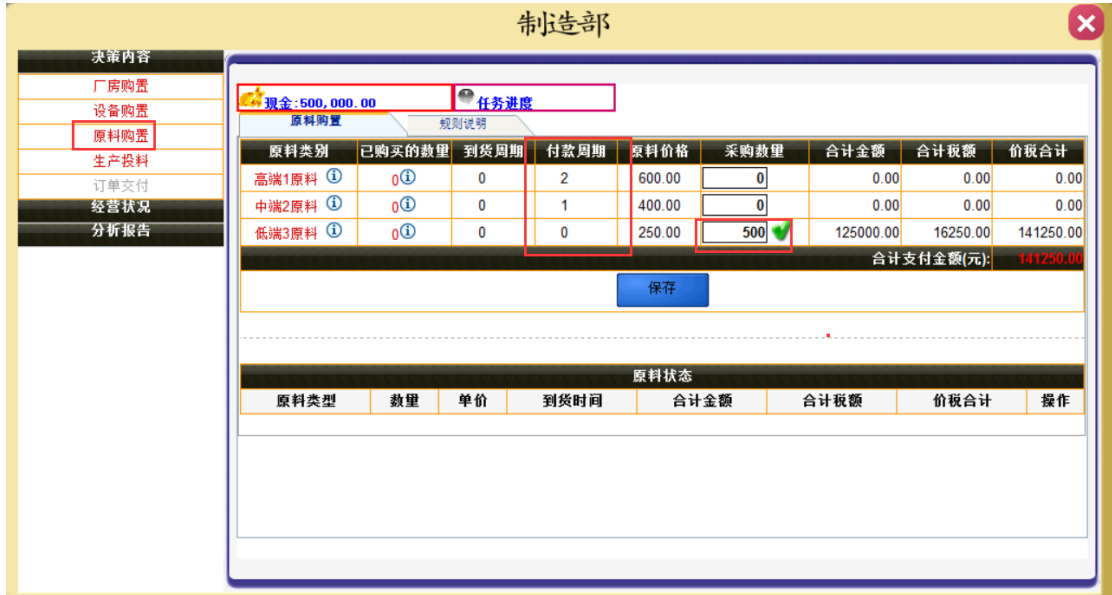 制造部
决策内容
厂房购置
设备购置
原料购置
生产投料
订单交付
经营状况
分析报告
现金:500,000.00 任务进度
原料购置 规则说明
原料类别 已购买的数量 到货周期 付款周期 原料价格 采购数量 合计金额 合计税额 价税合计
高端1原料 0 0 2 600.00 0 0.00 0.00 0.00
中端2原料 0 0 1 400.00 0 0.00 0.00 0.00
低端3原料 0 0 0 250.00 500 125000.00 16250.00 141250.00
合计支付金额(元): 141250.00
保存
原料状态
原料类型 数量 单价 到货时间 合计金额 合计税额 价税合计 操作